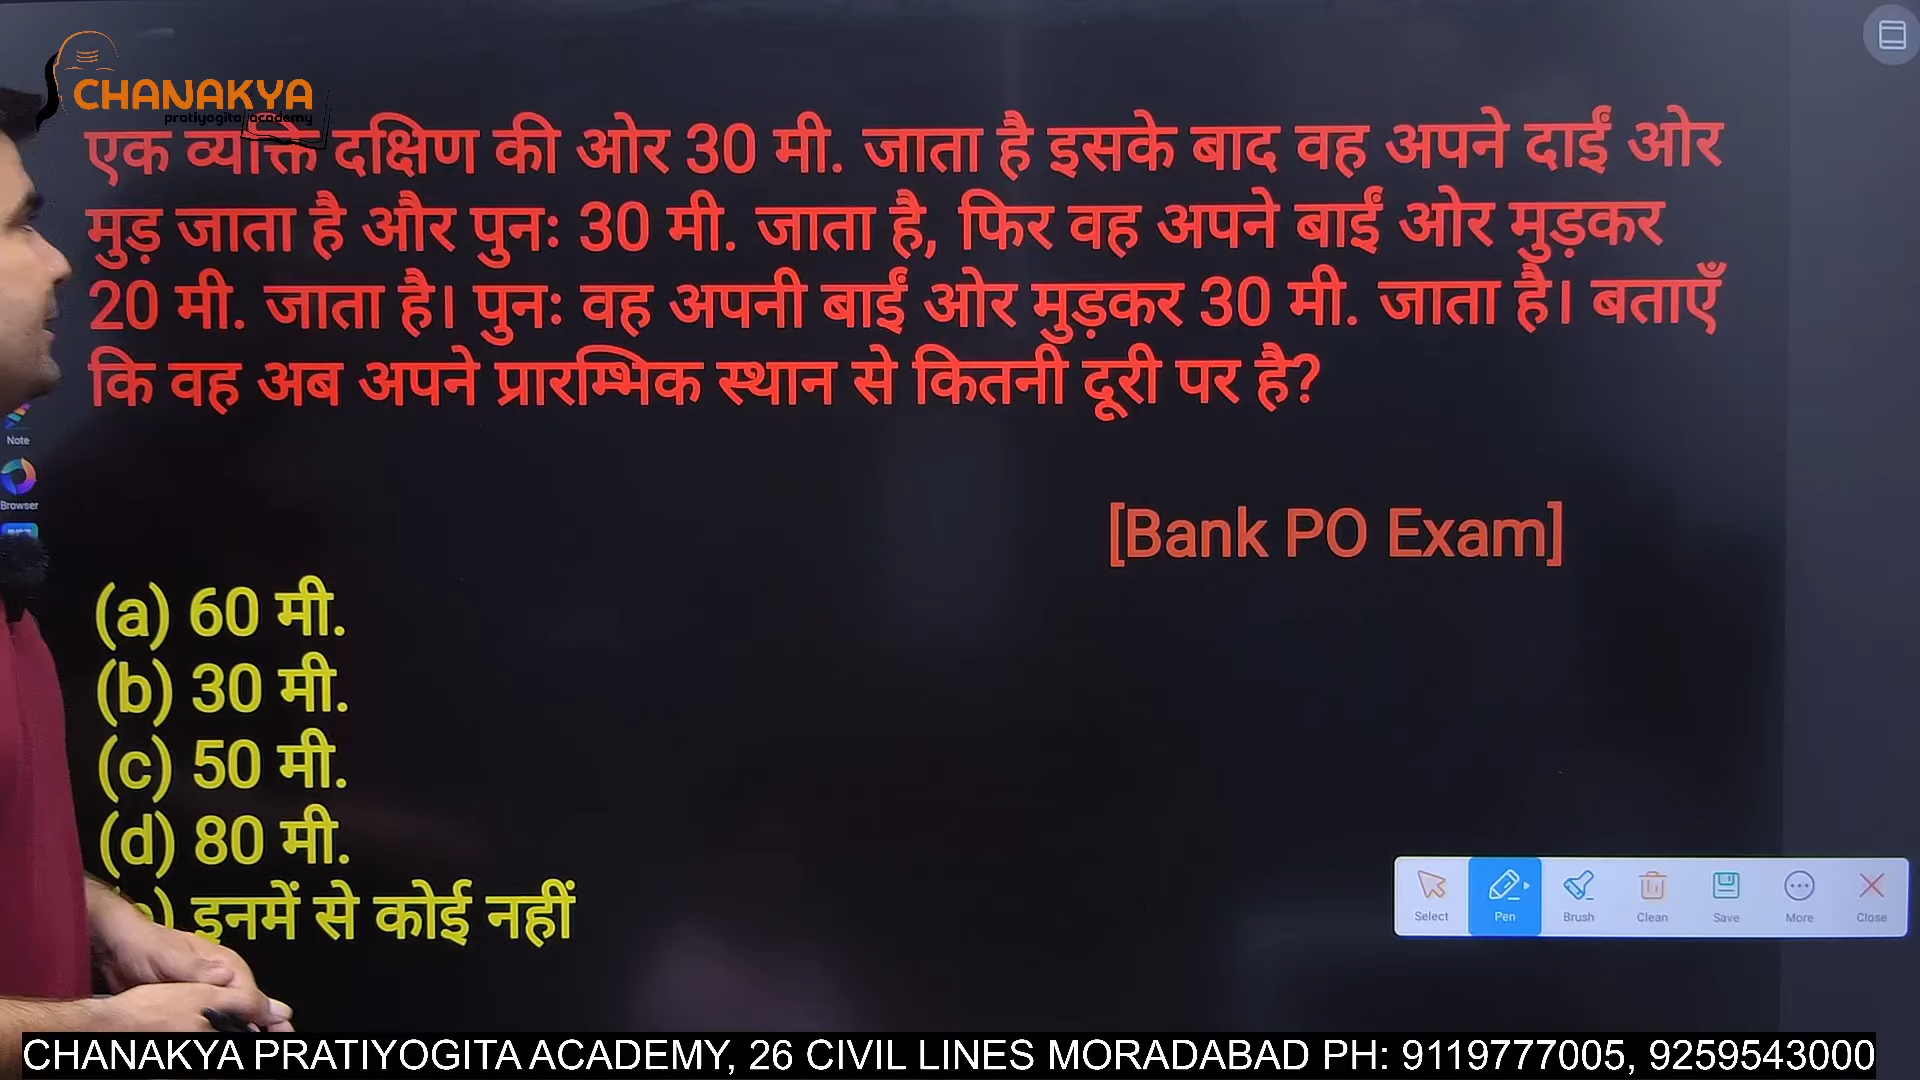 CHANAKYA
pratiyogita academy
एक व्यक्ति दक्षिण की ओर 30 मी. जाता है इसके बाद वह अपने दाईं ओर
मुड़ जाता है और पुनः 30 मी. जाता है, फिर वह अपने बाईं ओर मुड़कर
20 मी. जाता है। पुनः वह अपनी बाईं ओर मुड़कर 30 मी. जाता है। बताएँ
कि वह अब अपने प्रारम्भिक स्थान से कितनी दूरी पर है?
Note
Browser
[Bank PO Exam]
(a) 60 मी.
(b) 30 मी.
(c) 50 मी.
(d) 80 मी.
) इनमें से कोई नहीं
Select Pen Brush Clean Save More Close
CHANAKYA PRATIYOGITA ACADEMY, 26 CIVIL LINES MORADABAD PH: 9119777005, 9259543000